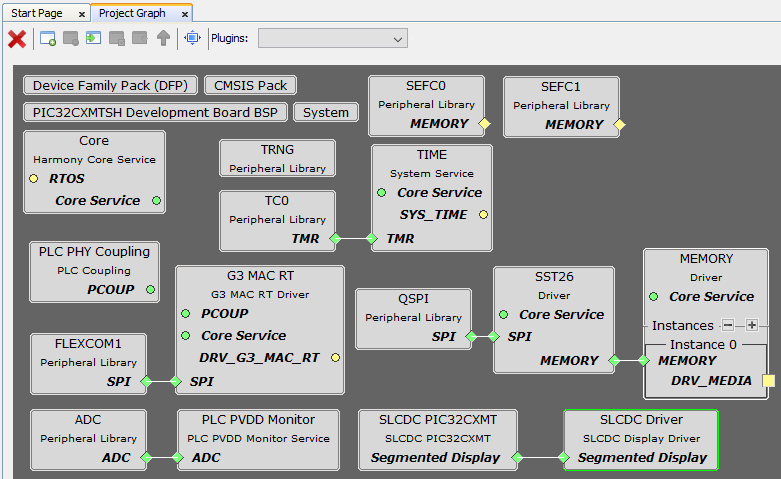 Start Page x Project Graph x
Plugins:
Device Family Pack (DFP)
CMSIS Pack
PIC32CXMTSH Development Board BSP
System
SEFC0
Peripheral Library
MEMORY
SEFC1
Peripheral Library
MEMORY
Core
Harmony Core Service
RTOS
Core Service
TRNG
Peripheral Library
TC0
Peripheral Library
TMR
TIME
System Service
Core Service
SYS_TIME
TMR
PLC PHY Coupling
PLC Coupling
PCOUP
G3 MAC RT
G3 MAC RT Driver
PCOUP
Core Service
DRV_G3_MAC_RT
SPI
FLEXCOM1
Peripheral Library
SPI
QSPI
Peripheral Library
SPI
SST26
Driver
Core Service
SPI
MEMORY
MEMORY
Driver
Core Service
Instances
Instance 0
MEMORY
DRV_MEDIA
ADC
Peripheral Library
ADC
PLC PVDD Monitor
PLC PVDD Monitor Service
ADC
SLCDC PIC32CXMT
SLCDC PIC32CXMT
Segmented Display
SLCDC Driver
SLCDC Display Driver
Segmented Display